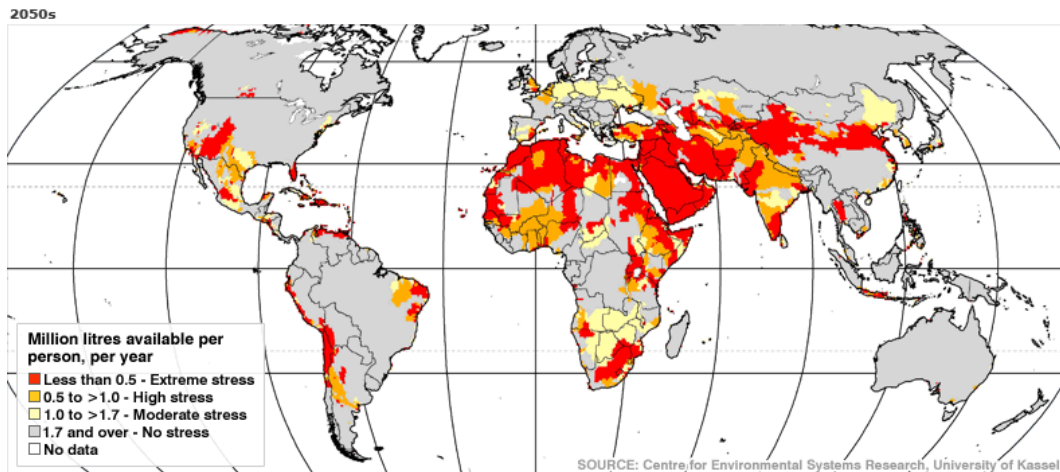 2050s
Million litres available per
person, per year
Less than 0.5 - Extreme stress
0.5 to >1.0 - High stress
1.0 to >1.7 - Moderate stress
1.7 and over - No stress
No data
SOURCE: Centre for Environmental Systems Research, University of Kassel